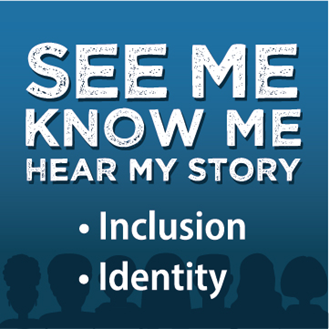 SEE ME
KNOW ME
HEAR MY STORY
• Inclusion
• Identity